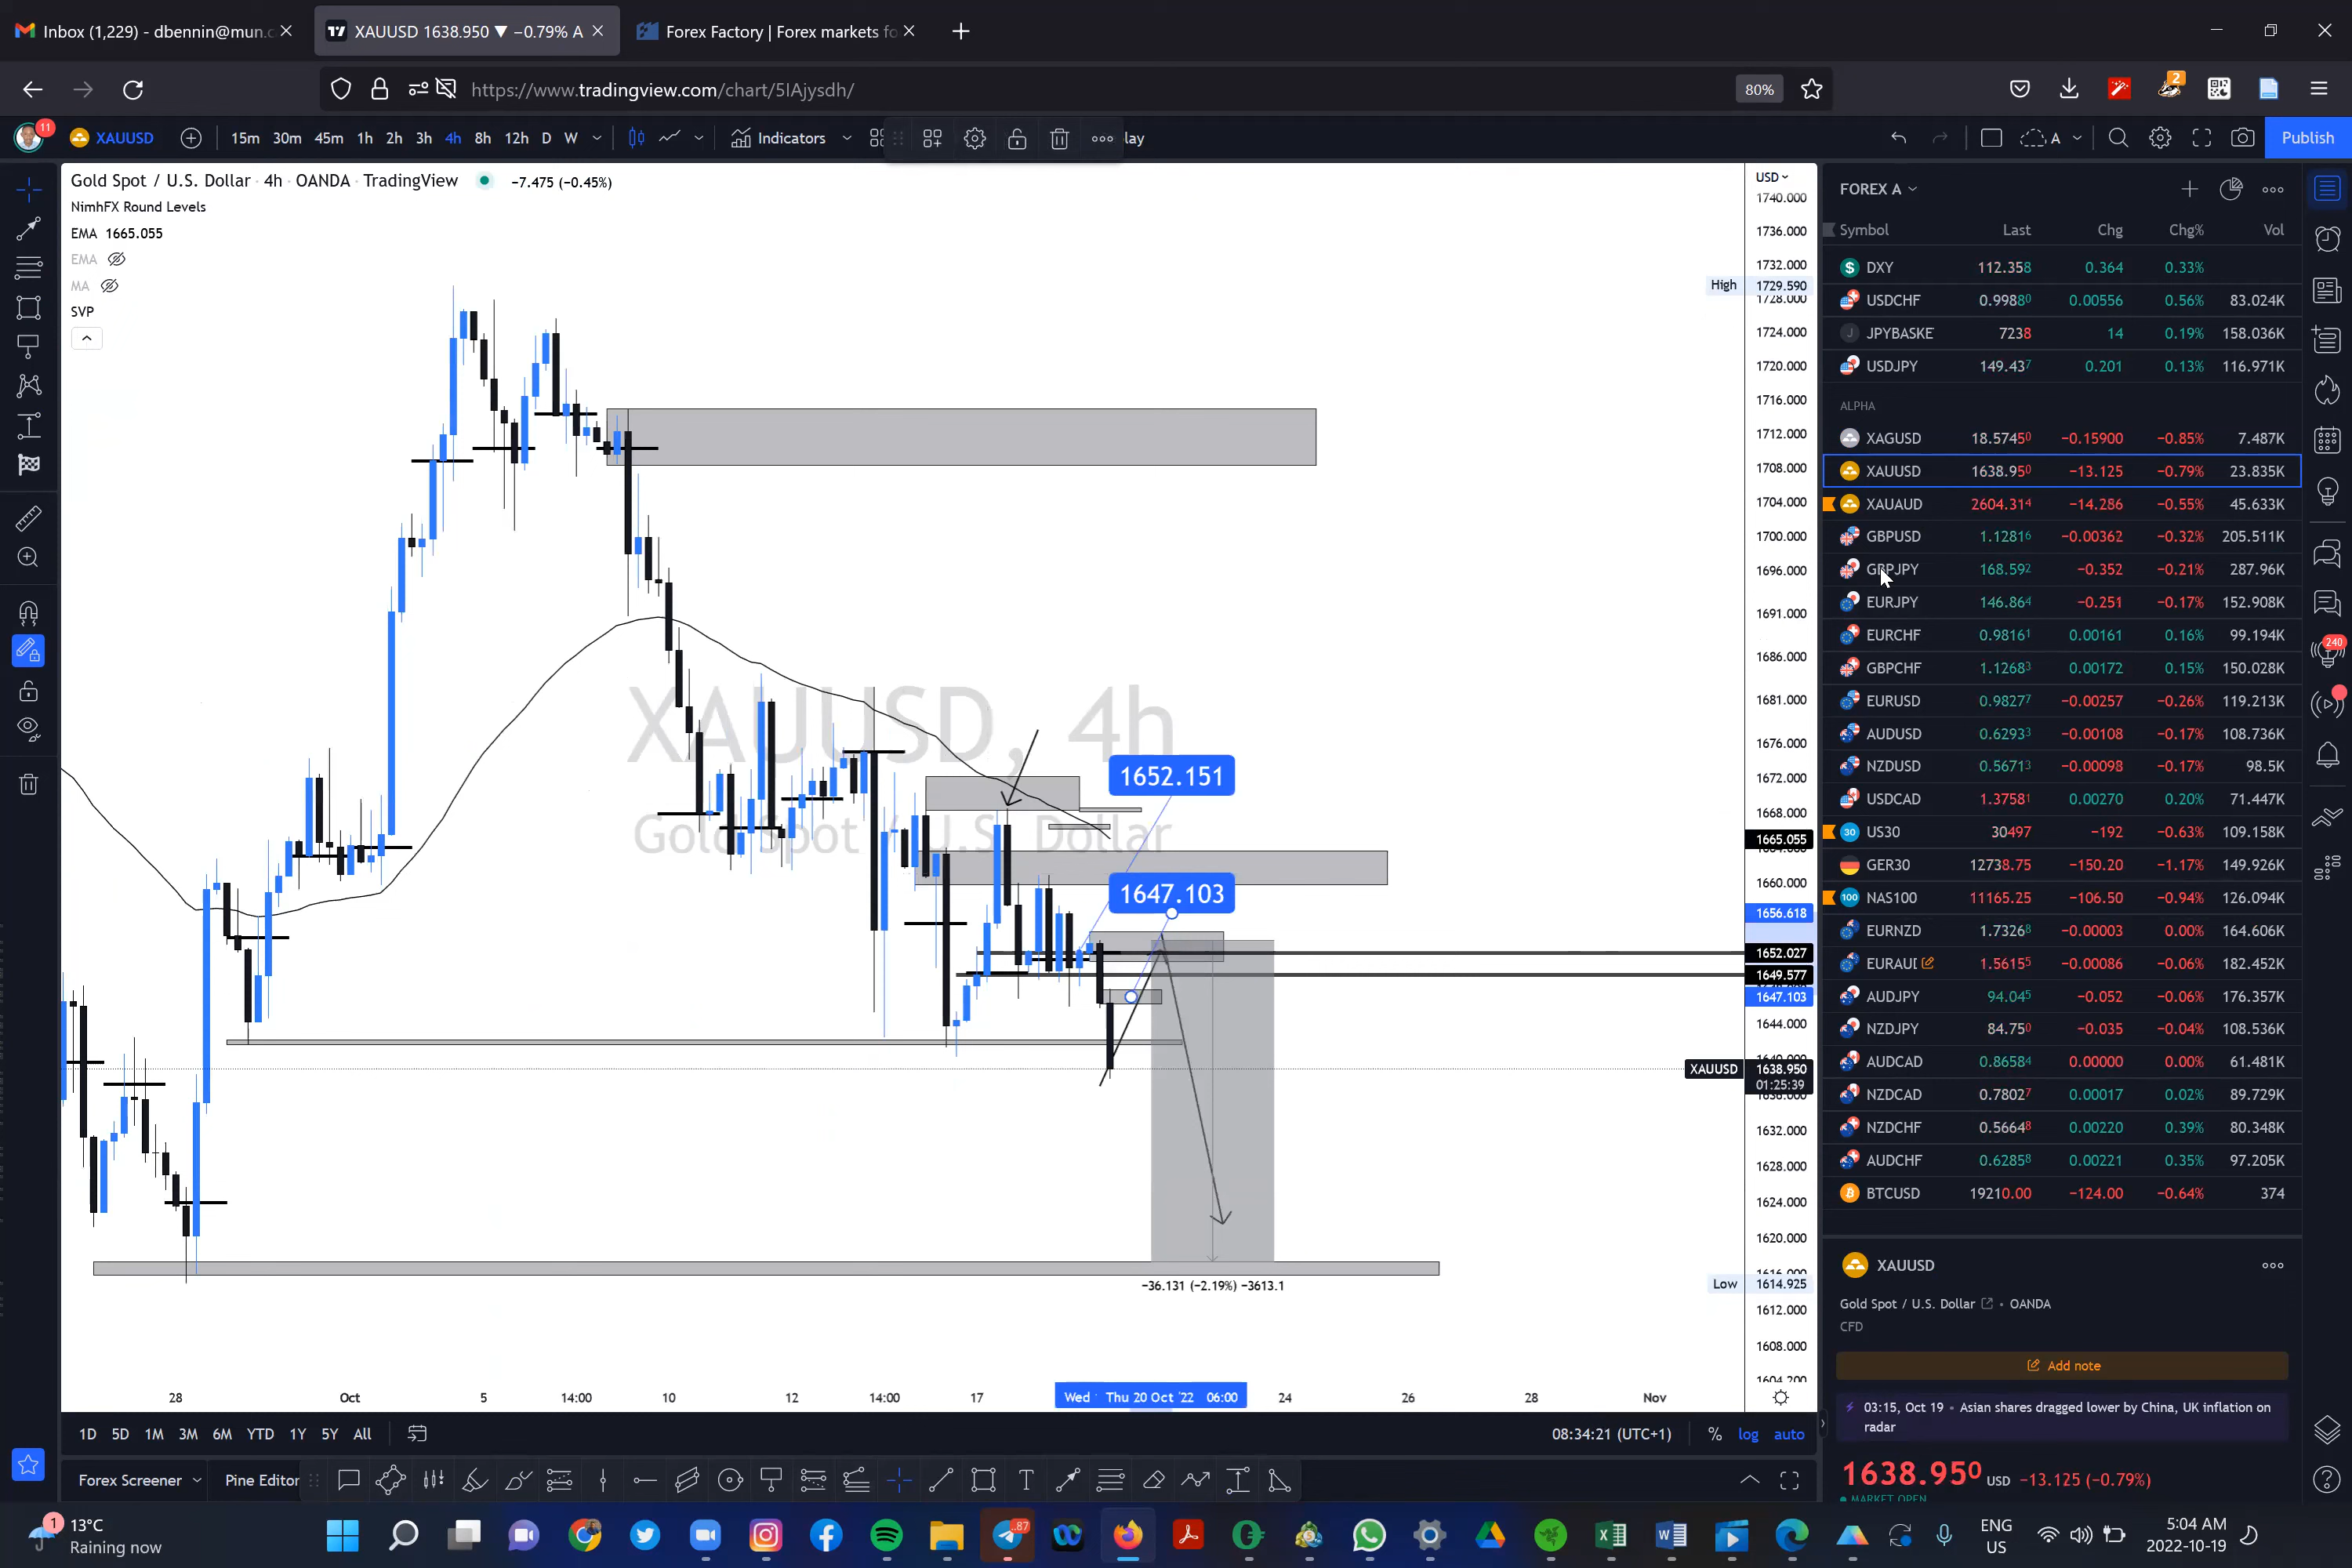 Inbox (1,229) - dbennin@mun.c
XAUUSD 1638.950 ▼ −0.79% A
Forex Factory | Forex markets fo
https://www.tradingview.com/chart/5IAjysdh/
80%
2
11
XAUUSD
15m 30m 45m 1h 2h 3h 4h 8h 12h D W
Indicators
lay
A
Publish
Gold Spot / U.S. Dollar · 4h · OANDA · TradingView −7.475 (−0.45%)
NimhFX Round Levels
EMA 1665.055
EMA
MA
SVP
XAUUSD, 4h
Gold Spot / U.S. Dollar
1652.151
1647.103
−36.131 (−2.19%) −3613.1
USD
1740.000
1736.000
1732.000
High 1729.590
1728.000
1724.000
1720.000
1716.000
1712.000
1708.000
1704.000
1700.000
1696.000
1691.000
1686.000
1681.000
1676.000
1672.000
1668.000
1665.055
1660.000
1656.618
1652.027
1649.577
1647.103
1644.000
XAUUSD 1638.950
01:25:39
1632.000
1628.000
1624.000
1620.000
1616.000
Low 1614.925
1612.000
1608.000
1604.200
28 Oct 5 14:00 10 12 14:00 17 Wed Thu 20 Oct '22 06:00 24 26 28 Nov
1D 5D 1M 3M 6M YTD 1Y 5Y All
08:34:21 (UTC+1) % log auto
Forex Screener Pine Editor
FOREX A
Symbol Last Chg Chg% Vol
DXY 112.358 0.364 0.33%
USDCHF 0.99880 0.00556 0.56% 83.024K
JPYBASKE 7238 14 0.19% 158.036K
USDJPY 149.437 0.201 0.13% 116.971K
ALPHA
XAGUSD 18.57450 −0.15900 −0.85% 7.487K
XAUUSD 1638.950 −13.125 −0.79% 23.835K
XAUAUD 2604.314 −14.286 −0.55% 45.633K
GBPUSD 1.12816 −0.00362 −0.32% 205.511K
GBPJPY 168.592 −0.352 −0.21% 287.96K
EURJPY 146.864 −0.251 −0.17% 152.908K
EURCHF 0.98161 0.00161 0.16% 99.194K
GBPCHF 1.12683 0.00172 0.15% 150.028K
EURUSD 0.98277 −0.00257 −0.26% 119.213K
AUDUSD 0.62933 −0.00108 −0.17% 108.736K
NZDUSD 0.56713 −0.00098 −0.17% 98.5K
USDCAD 1.37581 0.00270 0.20% 71.447K
30 US30 30497 −192 −0.63% 109.158K
GER30 12738.75 −150.20 −1.17% 149.926K
100 NAS100 11165.25 −106.50 −0.94% 126.094K
EURNZD 1.73268 −0.00003 0.00% 164.606K
EURAUD 1.56155 −0.00086 −0.06% 182.452K
AUDJPY 94.045 −0.052 −0.06% 176.357K
NZDJPY 84.750 −0.035 −0.04% 108.536K
AUDCAD 0.86584 0.00000 0.00% 61.481K
NZDCAD 0.78027 0.00017 0.02% 89.729K
NZDCHF 0.56648 0.00220 0.39% 80.348K
AUDCHF 0.62858 0.00221 0.35% 97.205K
BTCUSD 19210.00 −124.00 −0.64% 374
XAUUSD
Gold Spot / U.S. Dollar • OANDA
CFD
Add note
03:15, Oct 19 • Asian shares dragged lower by China, UK inflation on
radar
1638.950 USD −13.125 (−0.79%)
MARKET OPEN
240
1
13°C
Raining now
87
ENG
US
5:04 AM
2022-10-19